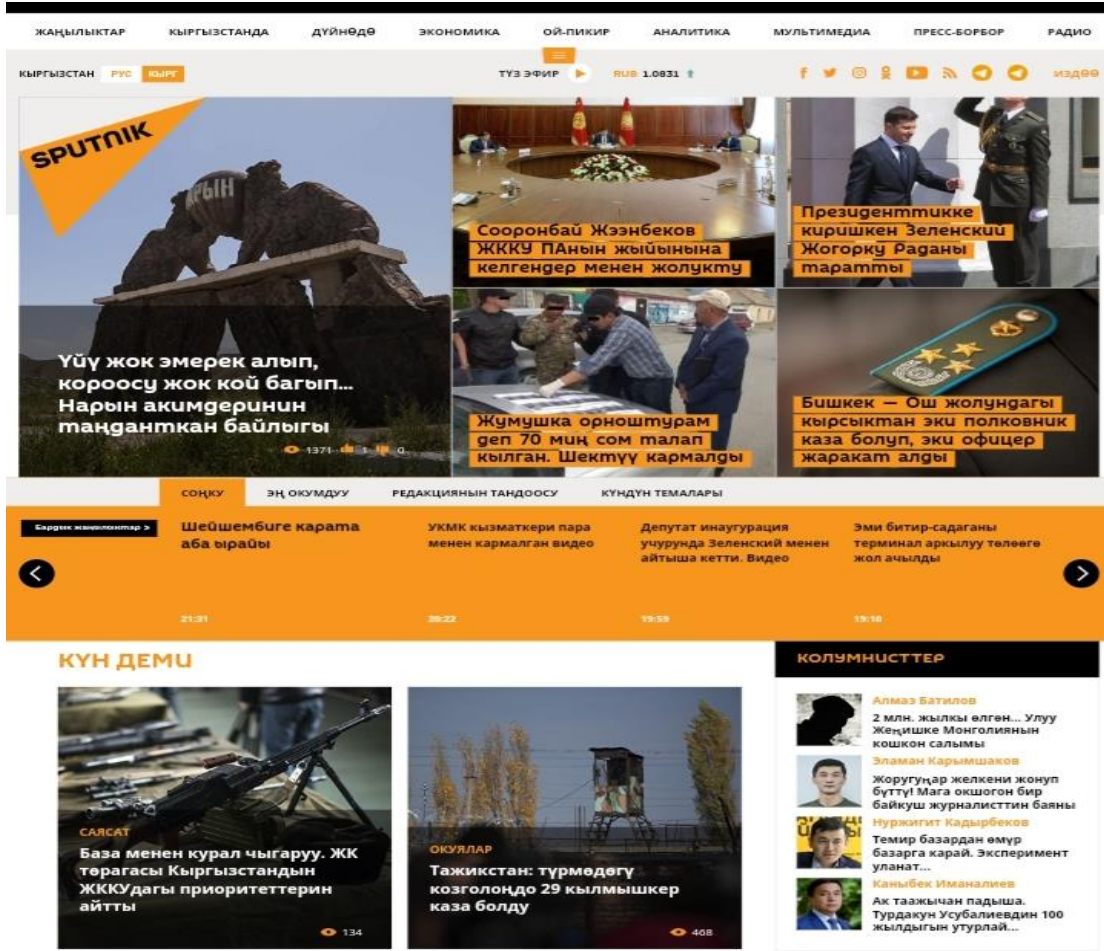 ЖАҢЫЛЫКТАР КЫРГЫЗСТАНДА ДҮЙНӨДӨ ЭКОНОМИКА ОЙ-ПИКИР АНАЛИТИКА МУЛЬТИМЕДИА ПРЕСС-БОРБОР РАДИО
КЫРГЫЗСТАН РУС КЫРГ ТҮЗ ЭФИР RUB 1.0831 ИЗДӨӨ
SPUTNIK
РЫН
Үйү жок эмерек алып,
короосу жок кой багып...
Нарын акимдеринин
таңданткан байлыгы
1371 1 0
Сооронбай Жээнбеков
ЖККУ ПАнын жыйынына
келгендер менен жолукту
Президенттикке
киришкен Зеленский
Жогорку Раданы
таратты
Жумушка орноштурам
деп 70 миң сом талап
кылган. Шектүү кармалды
Бишкек — Ош жолундагы
кырсыктан эки полковник
каза болуп, эки офицер
жаракат алды
СОҢКУ ЭҢ ОКУМДУУ РЕДАКЦИЯНЫН ТАНДООСУ КҮНДҮН ТЕМАЛАРЫ
Бардык жаңылыктар >
Шейшембиге карата
аба ырайы
21:31
УКМК кызматкери пара
менен кармалган видео
20:22
Депутат инаугурация
учурунда Зеленский менен
айтыша кетти. Видео
19:59
Эми битир-садаганы
терминал аркылуу төлөөгө
жол ачылды
19:16
КҮН ДЕМИ
САЯСАТ
База менен курал чыгаруу. ЖК
төрагасы Кыргызстандын
ЖККУдагы приоритеттерин
айтты
134
ОКУЯЛАР
Тажикстан: түрмөдөгү
козголоңдо 29 кылмышкер
каза болду
468
КОЛУМНИСТТЕР
Алмаз Батилов
2 млн. жылкы өлгөн... Улуу
Жеңишке Монголиянын
кошкон салымы
Эламан Карымшаков
Жоругуңар желкени жонуп
бүттү! Мага окшогон бир
байкуш журналисттин баяны
Нуржигит Кадырбеков
Темир базардан өмүр
базарга карай. Эксперимент
уланат...
Каныбек Иманалиев
Ак таажычан падыша.
Турдакун Усубалиевдин 100
жылдыгын утурлай...